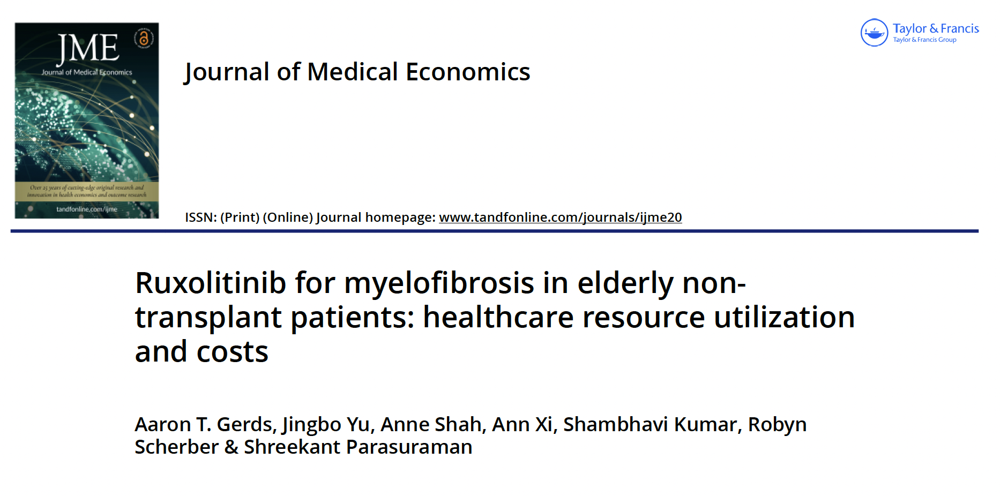 JME
Journal of Medical Economics
Over 25 years of cutting-edge original research and
innovation in health economics and outcome research
tandfonline.com/ijme
Taylor & Francis
Taylor & Francis Group
Journal of Medical Economics
ISSN: (Print) (Online) Journal homepage: www.tandfonline.com/journals/ijme20
Ruxolitinib for myelofibrosis in elderly non-
transplant patients: healthcare resource utilization
and costs
Aaron T. Gerds, Jingbo Yu, Anne Shah, Ann Xi, Shambhavi Kumar, Robyn
Scherber & Shreekant Parasuraman